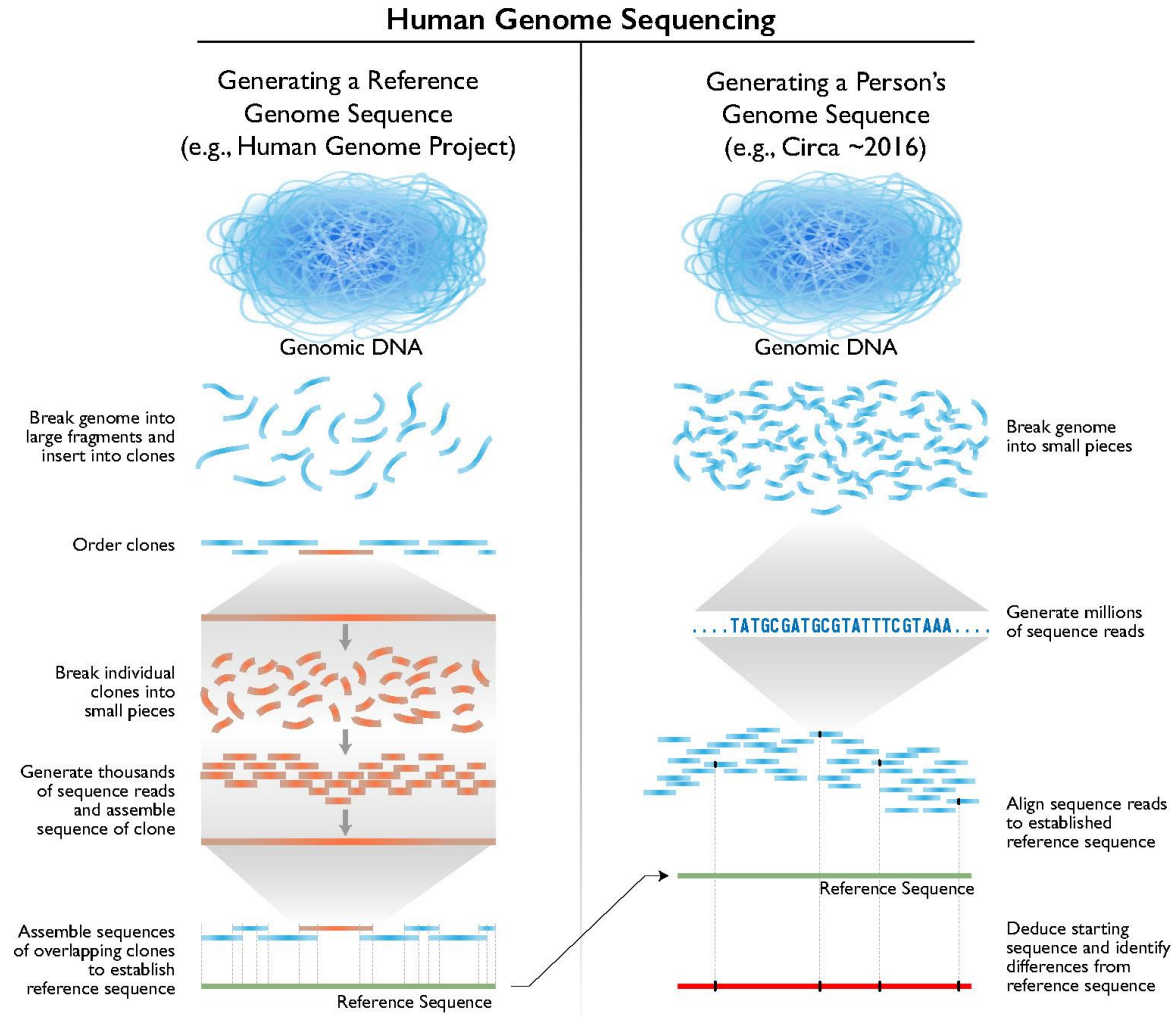 Human Genome Sequencing
Generating a Reference
Genome Sequence
(e.g., Human Genome Project)
Genomic DNA
Break genome into
large fragments and
insert into clones
Order clones
Break individual
clones into
small pieces
Generate thousands
of sequence reads
and assemble
sequence of clone
Assemble sequences
of overlapping clones
to establish
reference sequence
Reference Sequence
Generating a Person's
Genome Sequence
(e.g., Circa ~2016)
Genomic DNA
Break genome
into small pieces
Generate millions
of sequence reads
....TATGCGATGCGTATTTCGTAAA....
Align sequence reads
to established
reference sequence
Reference Sequence
Deduce starting
sequence and identify
differences from
reference sequence